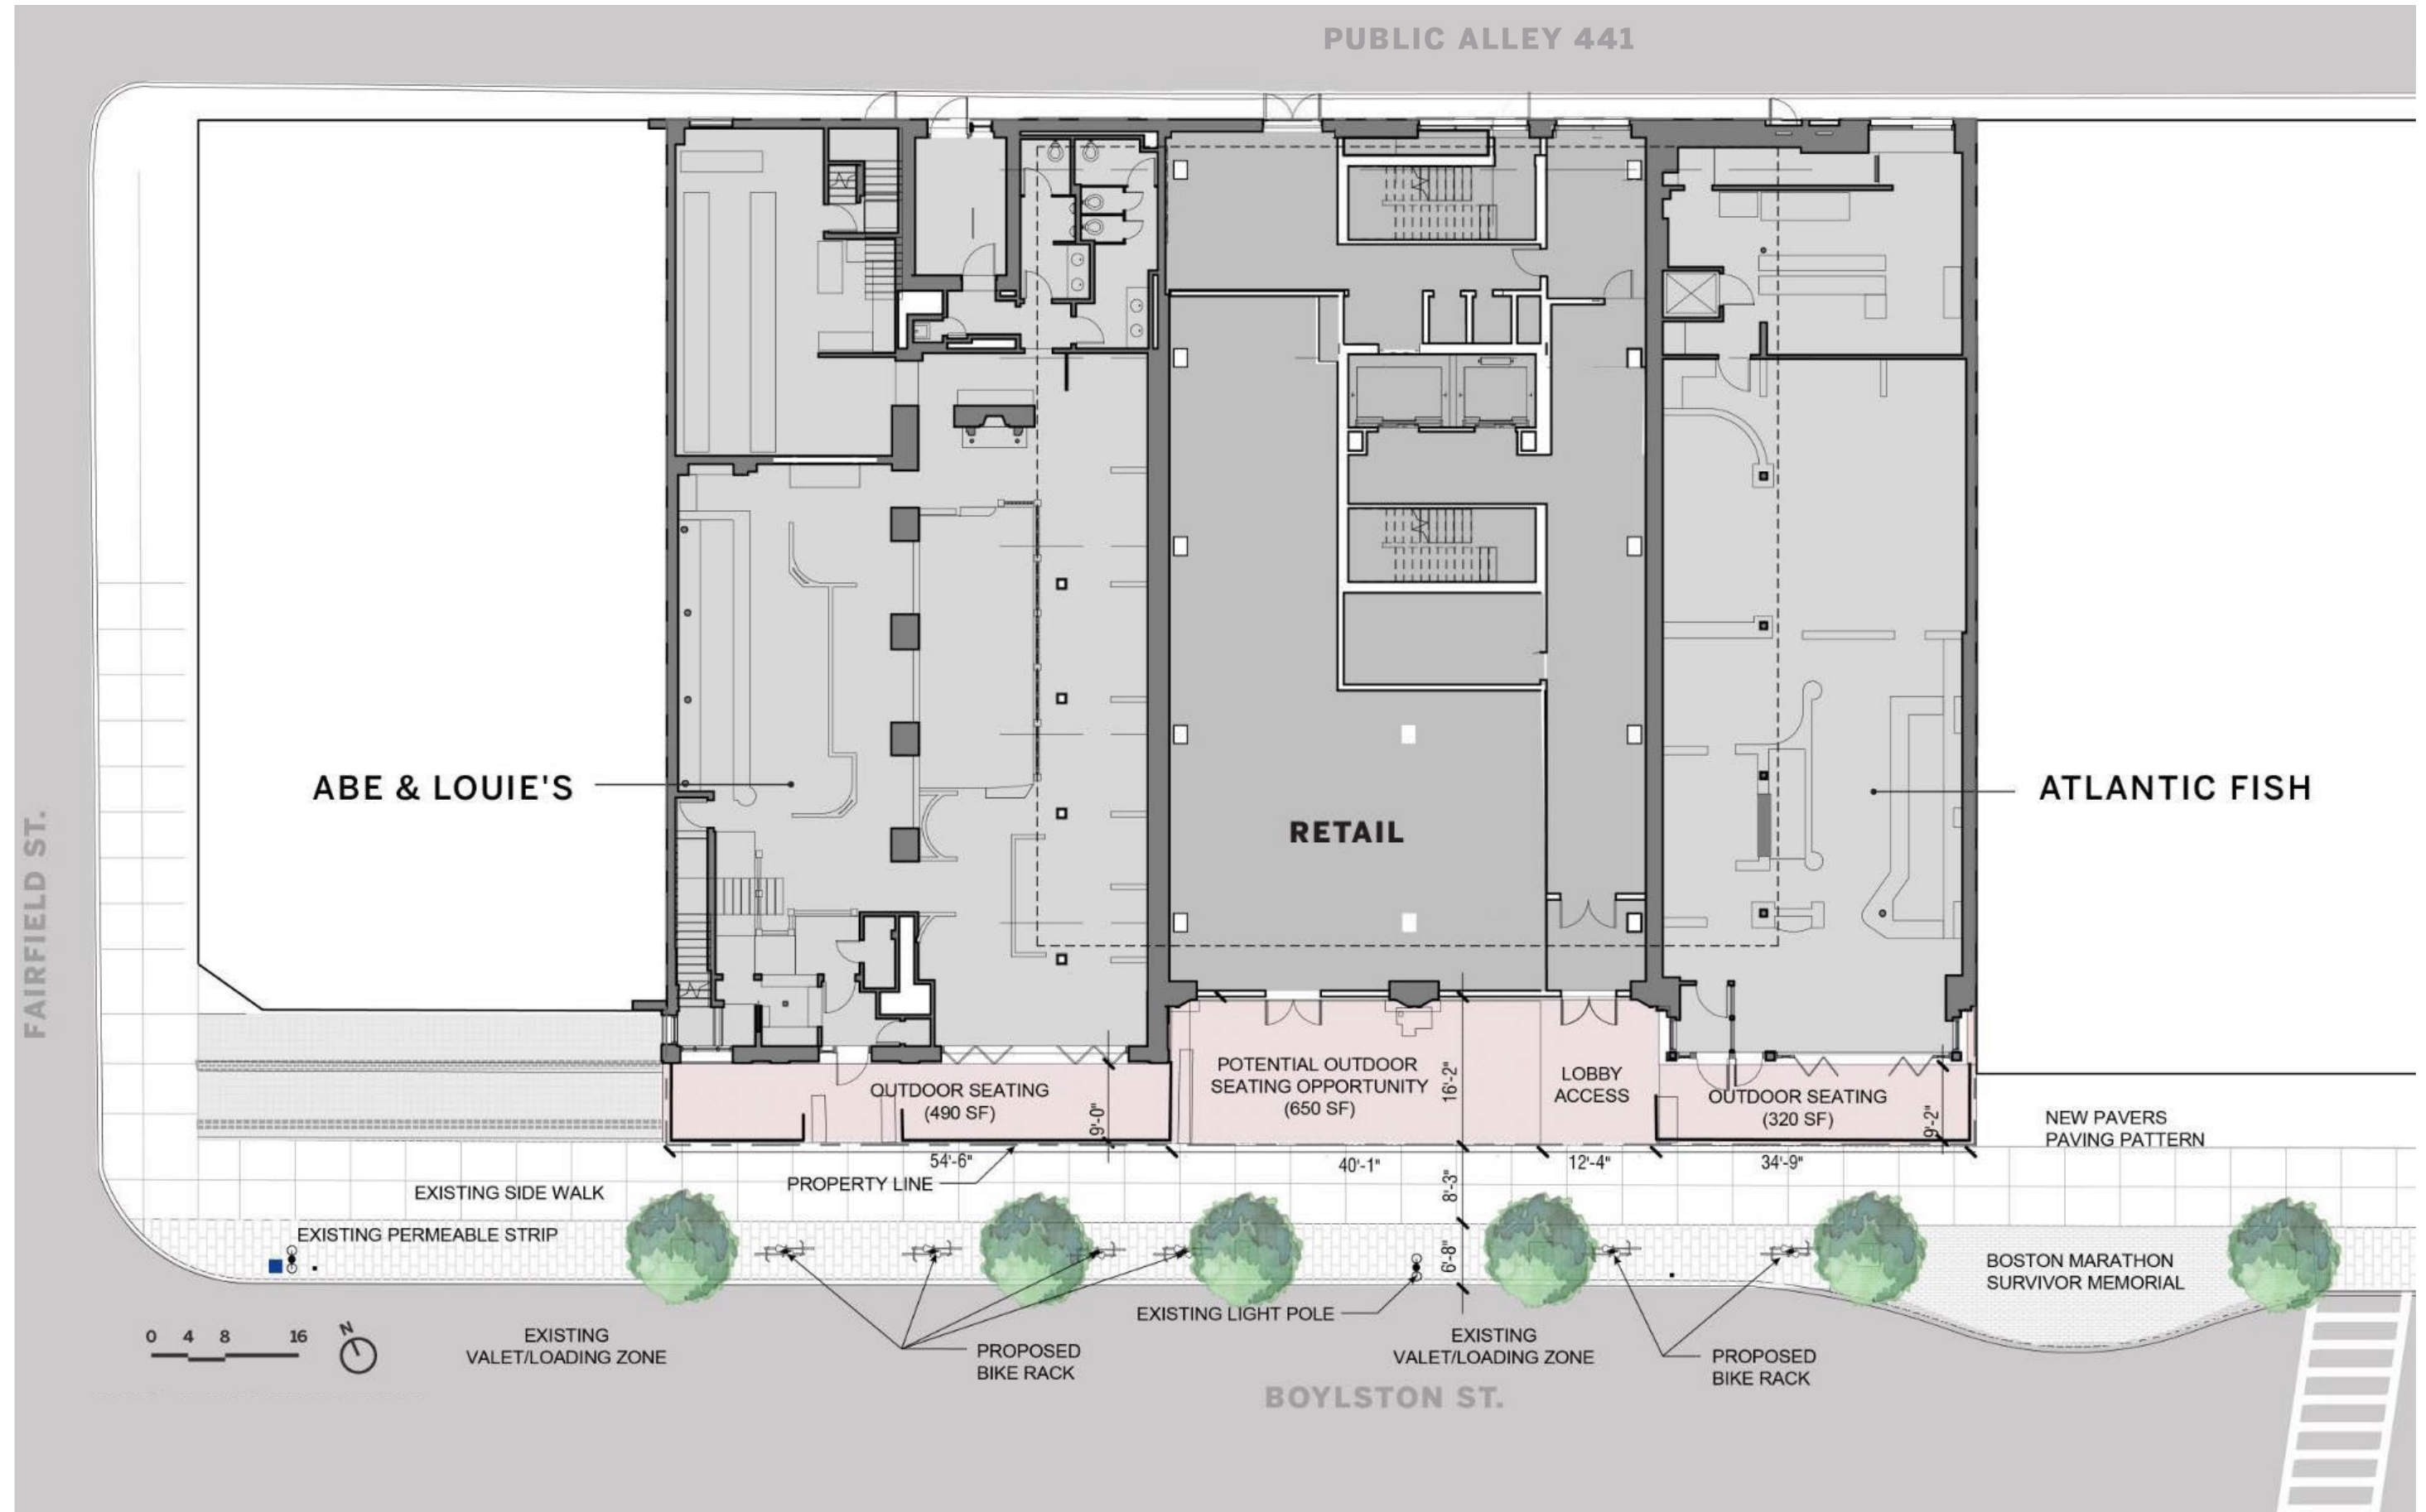 PUBLIC ALLEY 441
FAIRFIELD ST.
ABE & LOUIE'S
RETAIL
ATLANTIC FISH
OUTDOOR SEATING
(490 SF)
9'-0"
POTENTIAL OUTDOOR
SEATING OPPORTUNITY
(650 SF)
16'-2"
LOBBY
ACCESS
OUTDOOR SEATING
(320 SF)
9'-2"
NEW PAVERS
PAVING PATTERN
54'-6"
40'-1"
12'-4"
34'-9"
PROPERTY LINE
8'-3"
EXISTING SIDE WALK
EXISTING PERMEABLE STRIP
6'-8"
BOSTON MARATHON
SURVIVOR MEMORIAL
EXISTING LIGHT POLE
0 4 8 16
N
EXISTING
VALET/LOADING ZONE
PROPOSED
BIKE RACK
EXISTING
VALET/LOADING ZONE
PROPOSED
BIKE RACK
BOYLSTON ST.